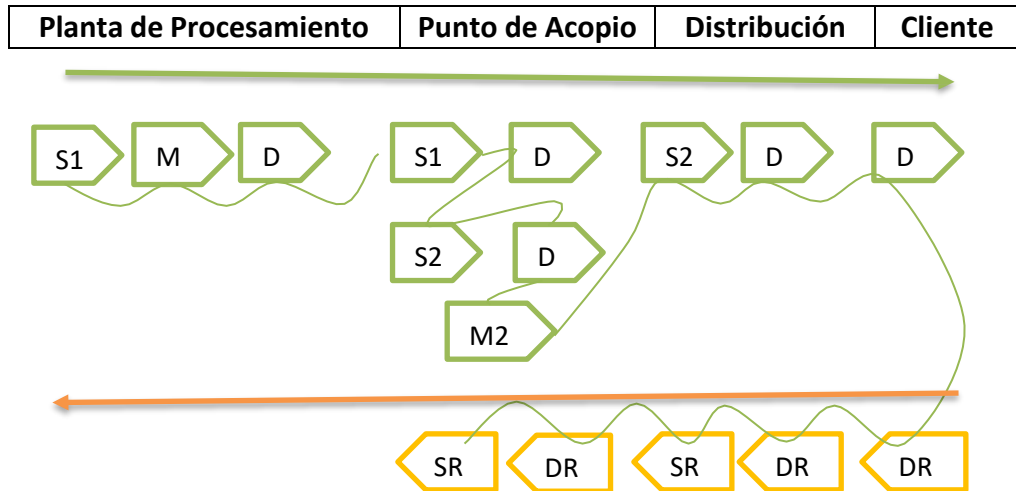 Planta de Procesamiento Punto de Acopio Distribución Cliente
S1 M D S1 D S2 D D
S2 D
M2
SR DR SR DR DR